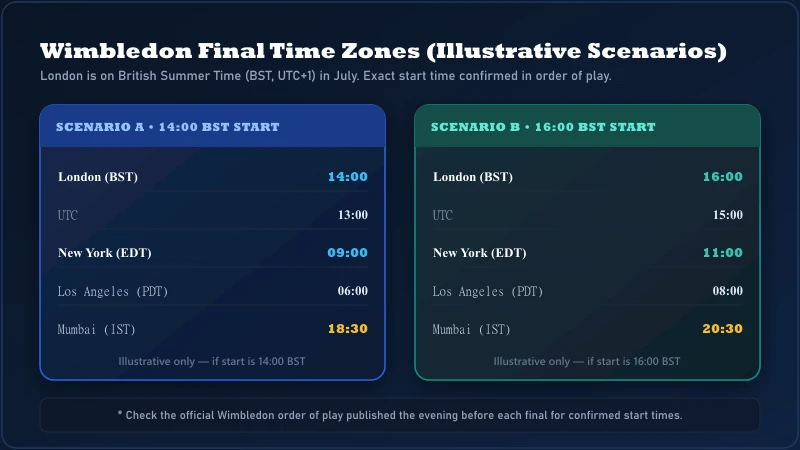 Wimbledon Final Time Zones (Illustrative Scenarios)
London is on British Summer Time (BST, UTC+1) in July. Exact start time confirmed in order of play.
SCENARIO A • 14:00 BST START
London (BST) 14:00
UTC 13:00
New York (EDT) 09:00
Los Angeles (PDT) 06:00
Mumbai (IST) 18:30
Illustrative only — if start is 14:00 BST
SCENARIO B • 16:00 BST START
London (BST) 16:00
UTC 15:00
New York (EDT) 11:00
Los Angeles (PDT) 08:00
Mumbai (IST) 20:30
Illustrative only — if start is 16:00 BST
* Check the official Wimbledon order of play published the evening before each final for confirmed start times.